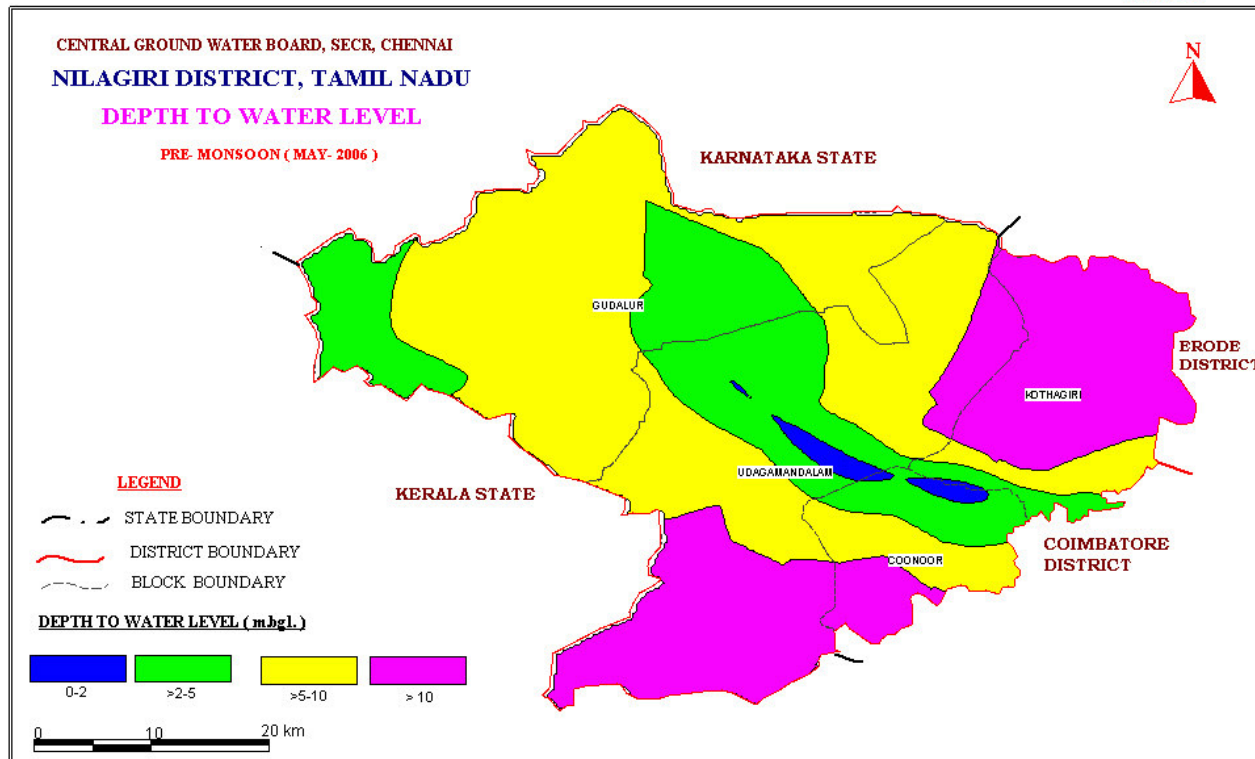 CENTRAL GROUND WATER BOARD, SECR, CHENNAI
NILAGIRI DISTRICT, TAMIL NADU
DEPTH TO WATER LEVEL
PRE- MONSOON ( MAY- 2006 )
N
KARNATAKA STATE
GUDALUR
ERODE
DISTRICT
KOTHAGIRI
UDAGAMANDALAM
KERALA STATE
COIMBATORE
DISTRICT
COONOOR
LEGEND
STATE BOUNDARY
DISTRICT BOUNDARY
BLOCK BOUNDARY
DEPTH TO WATER LEVEL ( mbgl. )
0-2 >2-5 >5-10 > 10
0 10 20 km